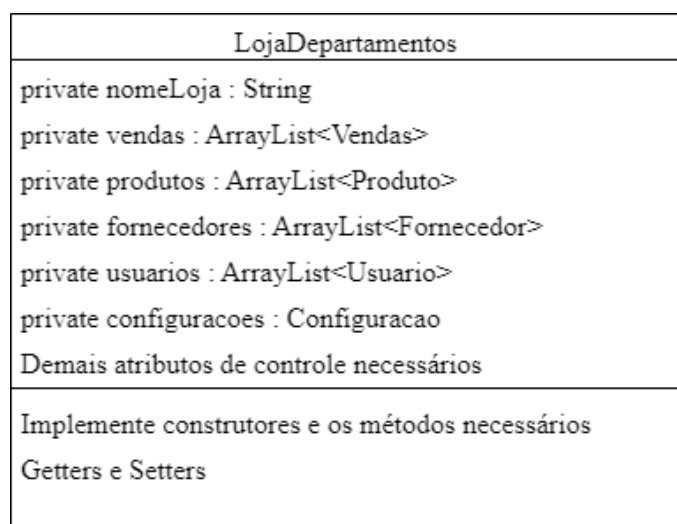 LojaDepartamentos
private nomeLoja : String
private vendas : ArrayList<Vendas>
private produtos : ArrayList<Produto>
private fornecedores : ArrayList<Fornecedor>
private usuarios : ArrayList<Usuario>
private configuracoes : Configuracao
Demais atributos de controle necessários
Implemente construtores e os métodos necessários
Getters e Setters